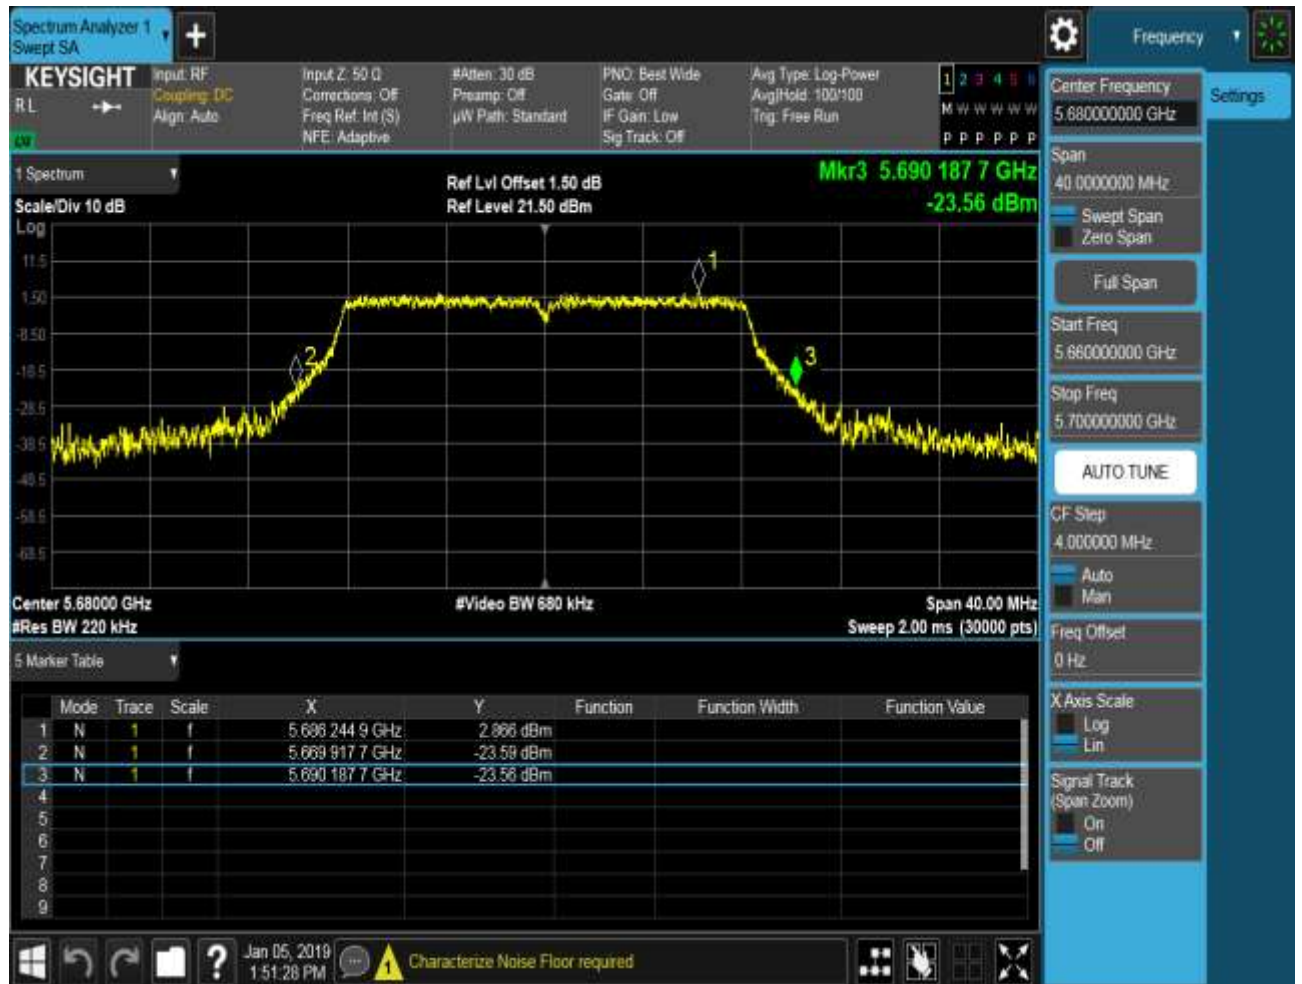 Spectrum Analyzer 1
Swept SA
Frequency
KEYSIGHT
RL
Input: RF
Coupling: DC
Align: Auto
Input Z: 50 Ω
Corrections: Off
Freq Ref: Int (S)
NFE: Adaptive
#Atten: 30 dB
Preamp: Off
µW Path: Standard
PNO: Best Wide
Gate: Off
IF Gain: Low
Sig Track: Off
Avg Type: Log-Power
Avg|Hold: 100/100
Trig: Free Run
1 2 3 4 5 6
M W W W W W
P P P P P P
1 Spectrum
Scale/Div 10 dB
Ref Lvl Offset 1.50 dB
Ref Level 21.50 dBm
Mkr3 5.690 187 7 GHz
-23.56 dBm
Log
11.5
1.50
-8.50
-18.5
-28.5
-38.5
-48.5
-58.5
-68.5
1
2
3
Center 5.68000 GHz
#Video BW 680 kHz
Span 40.00 MHz
#Res BW 220 kHz
Sweep 2.00 ms (30000 pts)
5 Marker Table
Mode Trace Scale X Y Function Function Width Function Value
1 N 1 f 5.686 244 9 GHz 2.866 dBm
2 N 1 f 5.669 917 7 GHz -23.59 dBm
3 N 1 f 5.690 187 7 GHz -23.56 dBm
4
5
6
7
8
9
Jan 05, 2019
1:51:28 PM
Characterize Noise Floor required
Settings
Center Frequency
5.680000000 GHz
Span
40.0000000 MHz
Swept Span
Zero Span
Full Span
Start Freq
5.660000000 GHz
Stop Freq
5.700000000 GHz
AUTO TUNE
CF Step
4.000000 MHz
Auto
Man
Freq Offset
0 Hz
X Axis Scale
Log
Lin
Signal Track
(Span Zoom)
On
Off